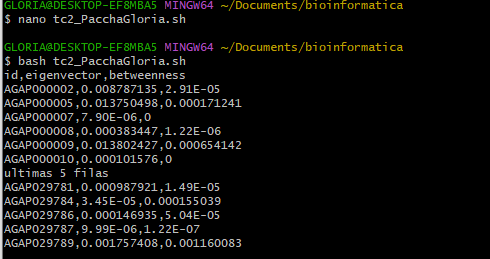 GLORIA@DESKTOP-EF8MBA5 MINGW64 ~/Documents/bioinformatica
$ nano tc2_PacchaGloria.sh
GLORIA@DESKTOP-EF8MBA5 MINGW64 ~/Documents/bioinformatica
$ bash tc2_PacchaGloria.sh
id,eigenvector,betweenness
AGAP000002,0.008787135,2.91E-05
AGAP000005,0.013750498,0.000171241
AGAP000007,7.90E-06,0
AGAP000008,0.000383447,1.22E-06
AGAP000009,0.013802427,0.000654142
AGAP000010,0.000101576,0
ultimas 5 filas
AGAP029781,0.000987921,1.49E-05
AGAP029784,3.45E-05,0.000155039
AGAP029786,0.000146935,5.04E-05
AGAP029787,9.99E-06,1.22E-07
AGAP029789,0.001757408,0.001160083